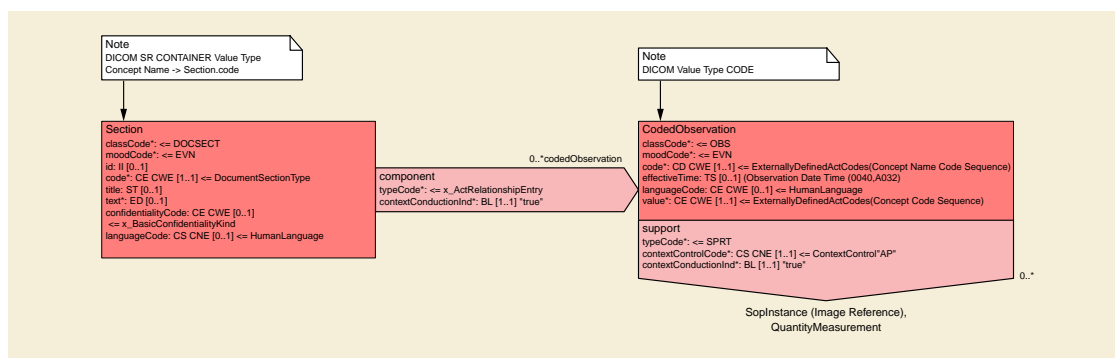 Note
DICOM SR CONTAINER Value Type
Concept Name -> Section.code
Note
DICOM Value Type CODE
Section
classCode*: <= DOCSECT
moodCode*: <= EVN
id: II [0..1]
code*: CE CWE [1..1] <= DocumentSectionType
title: ST [0..1]
text*: ED [0..1]
confidentialityCode: CE CWE [0..1]
<= x_BasicConfidentialityKind
languageCode: CS CNE [0..1] <= HumanLanguage
0..*codedObservation
component
typeCode*: <= x_ActRelationshipEntry
contextConductionInd*: BL [1..1] "true"
CodedObservation
classCode*: <= OBS
moodCode*: <= EVN
code*: CD CWE [1..1] <= ExternallyDefinedActCodes(Concept Name Code Sequence)
effectiveTime: TS [0..1] (Observation Date Time (0040,A032)
languageCode: CE CWE [0..1] <= HumanLanguage
value*: CE CWE [1..1] <= ExternallyDefinedActCodes(Concept Code Sequence)
support
typeCode*: <= SPRT
contextControlCode*: CS CNE [1..1] <= ContextControl"AP"
contextConductionInd*: BL [1..1] "true"
0..*
SopInstance (Image Reference),
QuantityMeasurement